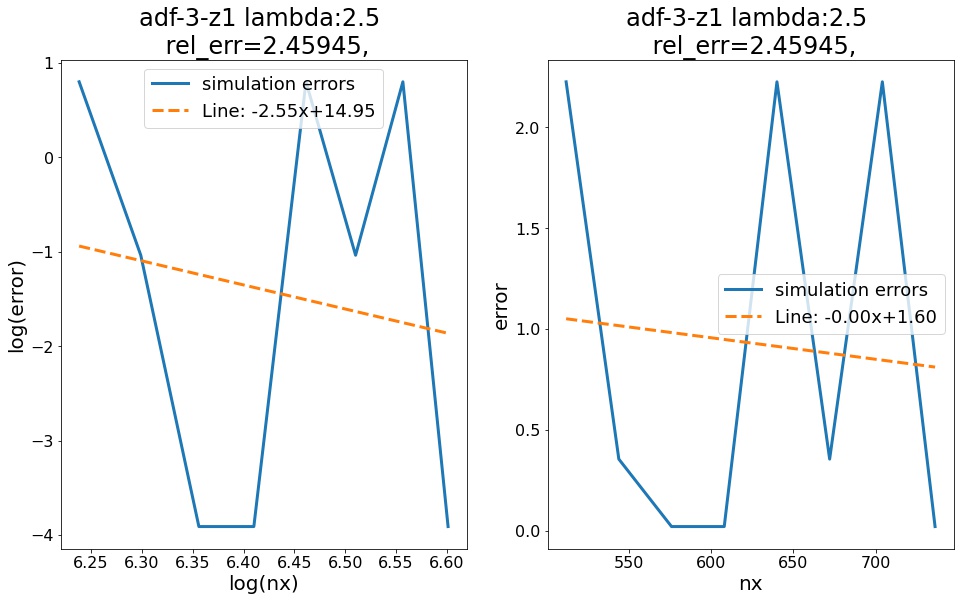 adf-3-z1 lambda:2.5
rel_err=2.45945,
simulation errors
Line: -2.55x+14.95
1
0
−1
−2
−3
−4
log(error)
6.25 6.30 6.35 6.40 6.45 6.50 6.55 6.60
log(nx)
adf-3-z1 lambda:2.5
rel_err=2.45945,
simulation errors
Line: -0.00x+1.60
2.0
1.5
1.0
0.5
0.0
error
550 600 650 700
nx